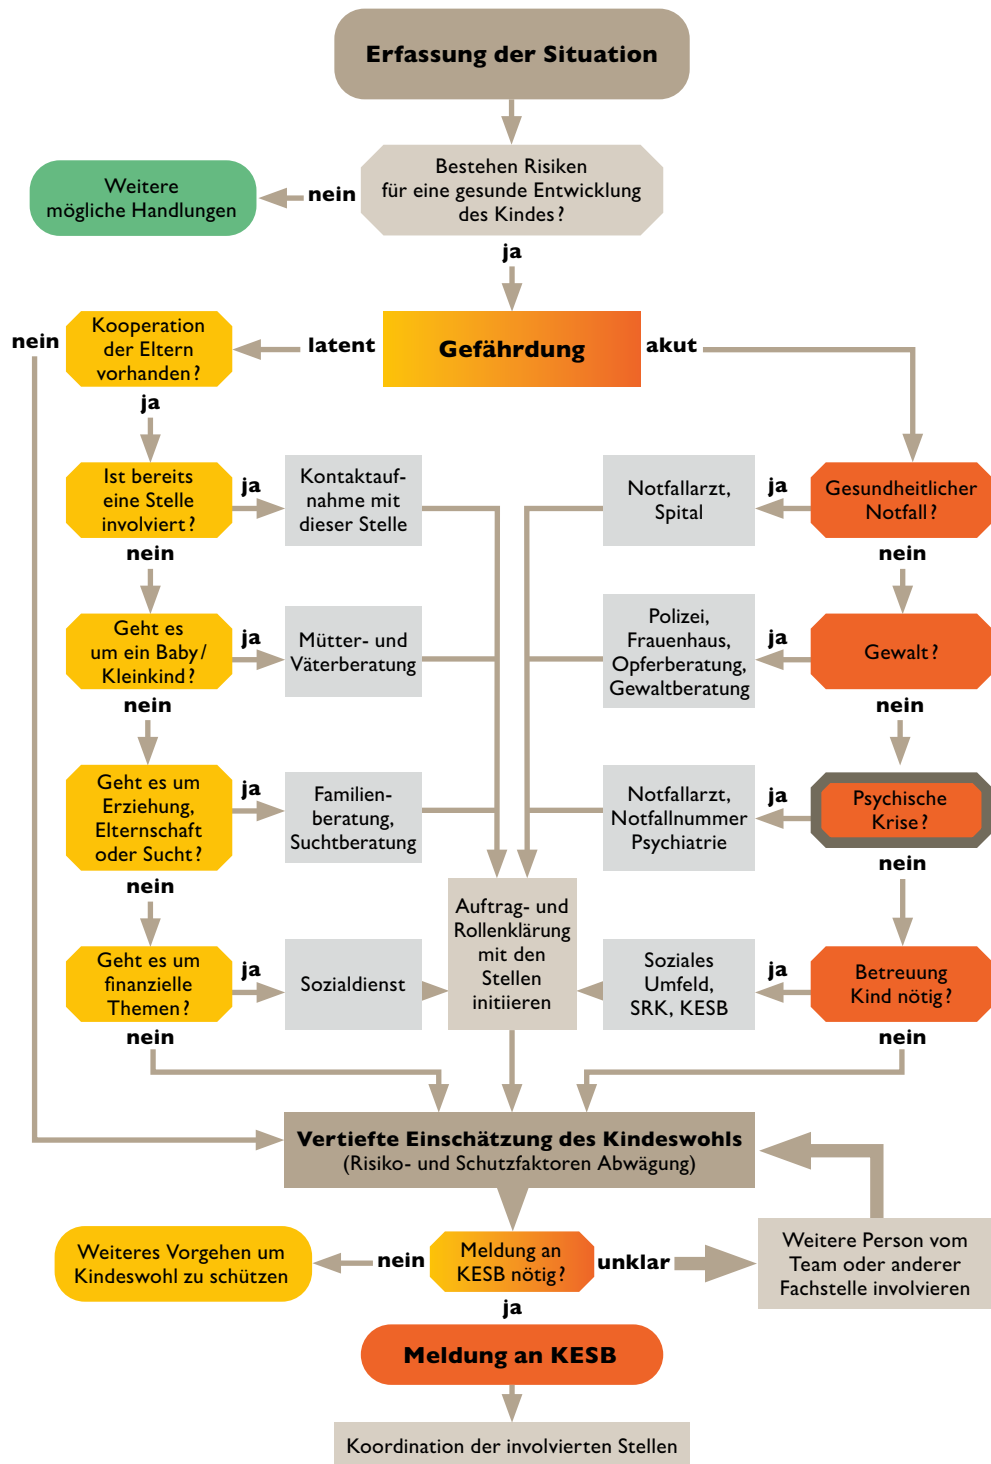 Erfassung der Situation
Bestehen Risiken
für eine gesunde Entwicklung
des Kindes?
nein
Weitere
mögliche Handlungen
ja
Gefährdung
latent
akut
Kooperation
der Eltern
vorhanden?
nein
ja
Ist bereits
eine Stelle
involviert?
ja
Kontaktauf-
nahme mit
dieser Stelle
Notfallarzt,
Spital
ja
Gesundheitlicher
Notfall?
nein
nein
Geht es
um ein Baby/
Kleinkind?
ja
Mütter- und
Väterberatung
Polizei,
Frauenhaus,
Opferberatung,
Gewaltberatung
ja
Gewalt?
nein
nein
Geht es um
Erziehung,
Elternschaft
oder Sucht?
ja
Familien-
beratung,
Suchtberatung
Notfallarzt,
Notfallnummer
Psychiatrie
ja
Psychische
Krise?
nein
nein
Auftrag- und
Rollenklärung
mit den
Stellen
initiieren
Geht es um
finanzielle
Themen?
ja
Sozialdienst
Soziales
Umfeld,
SRK, KESB
ja
Betreuung
Kind nötig?
nein
nein
Vertiefte Einschätzung des Kindeswohls
(Risiko- und Schutzfaktoren Abwägung)
Weiteres Vorgehen um
Kindeswohl zu schützen
nein
Meldung an
KESB nötig?
unklar
Weitere Person vom
Team oder anderer
Fachstelle involvieren
ja
Meldung an KESB
Koordination der involvierten Stellen